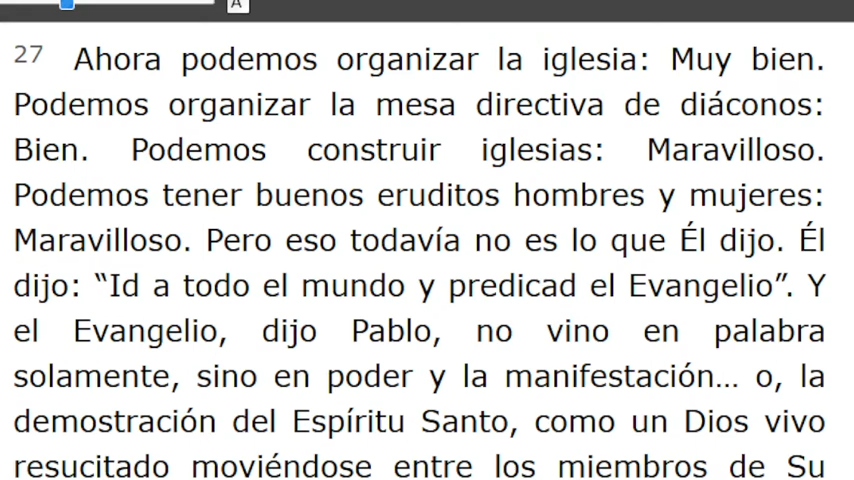 A
27 Ahora podemos organizar la iglesia: Muy bien.
Podemos organizar la mesa directiva de diáconos:
Bien. Podemos construir iglesias: Maravilloso.
Podemos tener buenos eruditos hombres y mujeres:
Maravilloso. Pero eso todavía no es lo que Él dijo. Él
dijo: “Id a todo el mundo y predicad el Evangelio”. Y
el Evangelio, dijo Pablo, no vino en palabra
solamente, sino en poder y la manifestación... o, la
demostración del Espíritu Santo, como un Dios vivo
resucitado moviéndose entre los miembros de Su